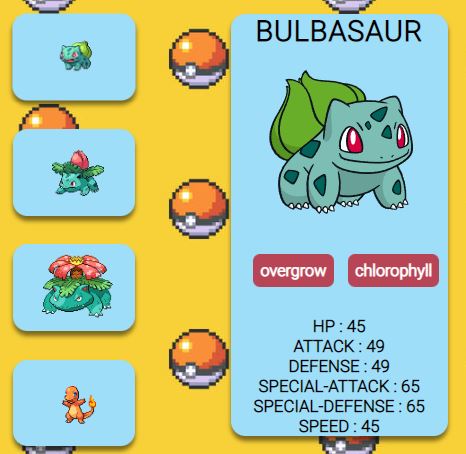 BULBASAUR
overgrow chlorophyll
HP : 45
ATTACK : 49
DEFENSE : 49
SPECIAL-ATTACK : 65
SPECIAL-DEFENSE : 65
SPEED : 45